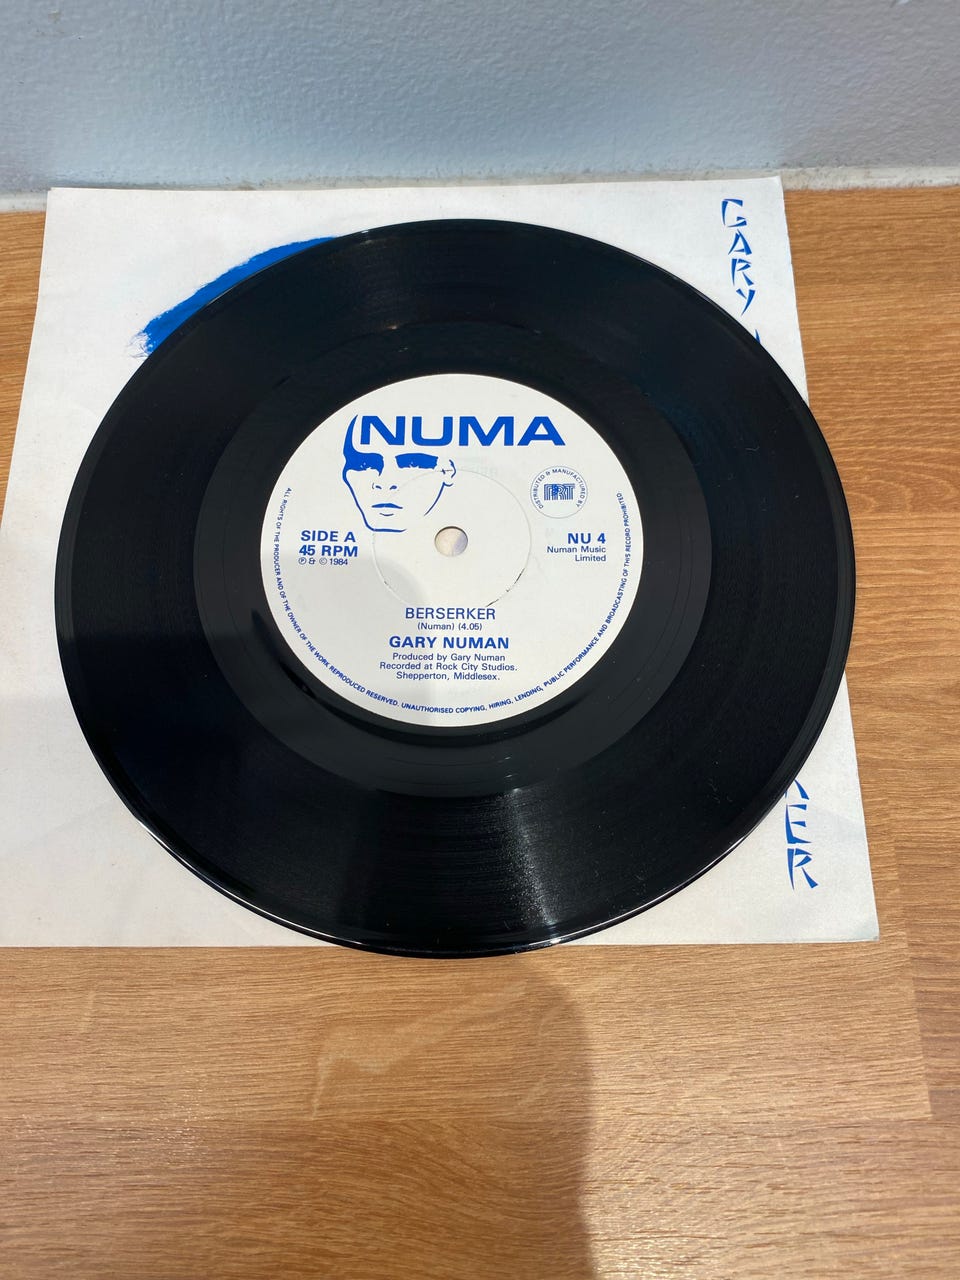 GARY
NUMA
DISTRIBUTED & MANUFACTURED BY
PRT
SIDE A
45 RPM
Ⓟ & © 1984
NU 4
Numan Music
Limited
BERSERKER
(Numan) (4.05)
GARY NUMAN
Produced by Gary Numan
Recorded at Rock City Studios.
Shepperton, Middlesex.
ALL RIGHTS OF THE PRODUCER AND OF THE OWNER OF THE WORK REPRODUCED RESERVED. UNAUTHORISED COPYING, HIRING, LENDING, PUBLIC PERFORMANCE AND BROADCASTING OF THIS RECORD PROHIBITED
ER